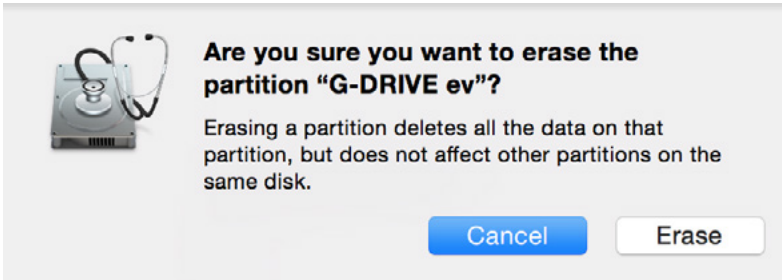 Are you sure you want to erase the
partition “G-DRIVE ev”?
Erasing a partition deletes all the data on that
partition, but does not affect other partitions on the
same disk.
Cancel
Erase